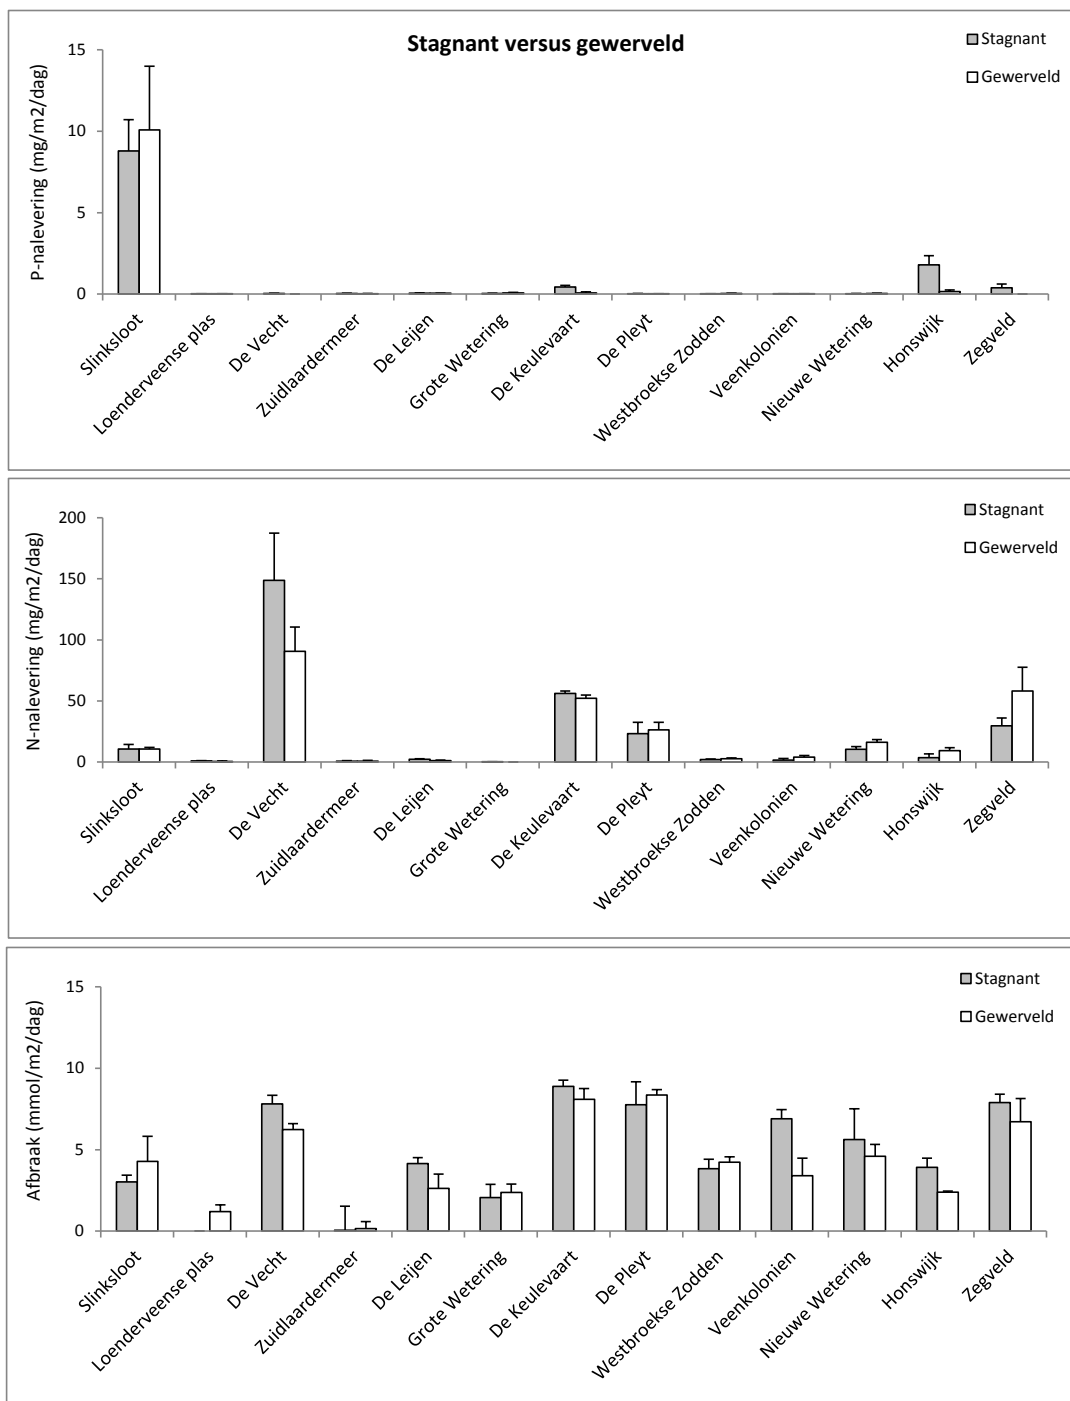 Stagnant versus gewerveld
Stagnant
Gewerveld
P-nalevering (mg/m2/dag)
15
10
5
0
Slinksloot
Loenderveense plas
De Vecht
Zuidlaardermeer
De Leijen
Grote Wetering
De Keulevaart
De Pleyt
Westbroekse Zodden
Veenkolonien
Nieuwe Wetering
Honswijk
Zegveld
Stagnant
Gewerveld
N-nalevering (mg/m2/dag)
200
150
100
50
0
Slinksloot
Loenderveense plas
De Vecht
Zuidlaardermeer
De Leijen
Grote Wetering
De Keulevaart
De Pleyt
Westbroekse Zodden
Veenkolonien
Nieuwe Wetering
Honswijk
Zegveld
Stagnant
Gewerveld
Afbraak (mmol/m2/dag)
15
10
5
0
Slinksloot
Loenderveense plas
De Vecht
Zuidlaardermeer
De Leijen
Grote Wetering
De Keulevaart
De Pleyt
Westbroekse Zodden
Veenkolonien
Nieuwe Wetering
Honswijk
Zegveld